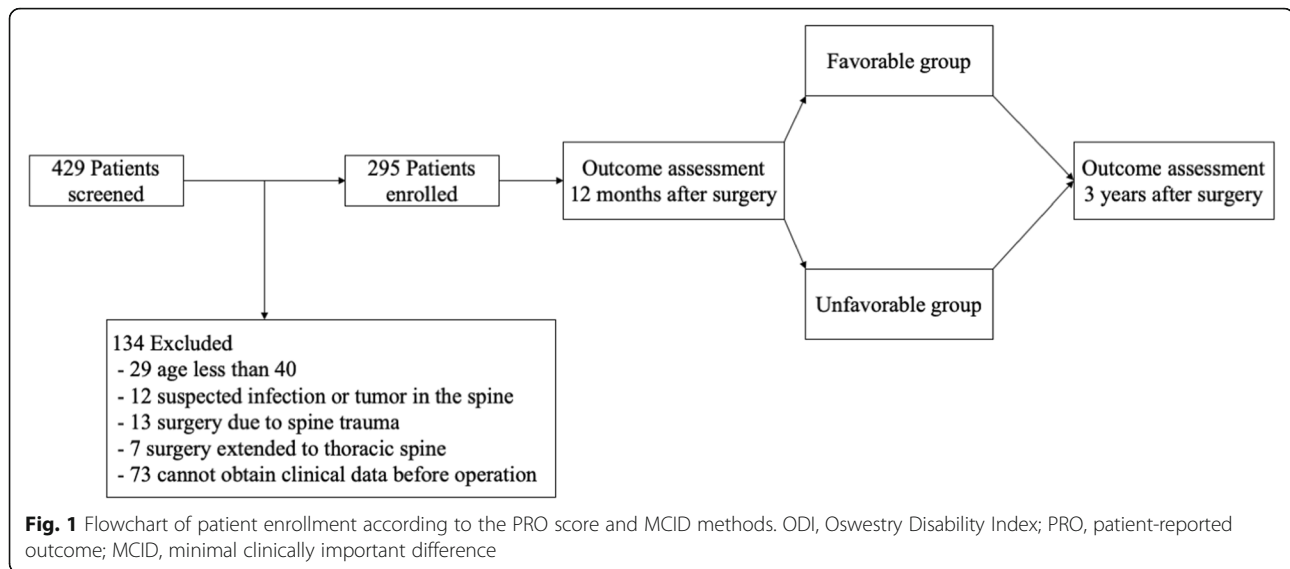 Favorable group
429 Patients
screened
295 Patients
enrolled
Outcome assessment
12 months after surgery
Outcome assessment
3 years after surgery
Unfavorable group
134 Excluded
- 29 age less than 40
- 12 suspected infection or tumor in the spine
- 13 surgery due to spine trauma
- 7 surgery extended to thoracic spine
- 73 cannot obtain clinical data before operation
Fig. 1 Flowchart of patient enrollment according to the PRO score and MCID methods. ODI, Oswestry Disability Index; PRO, patient-reported
outcome; MCID, minimal clinically important difference